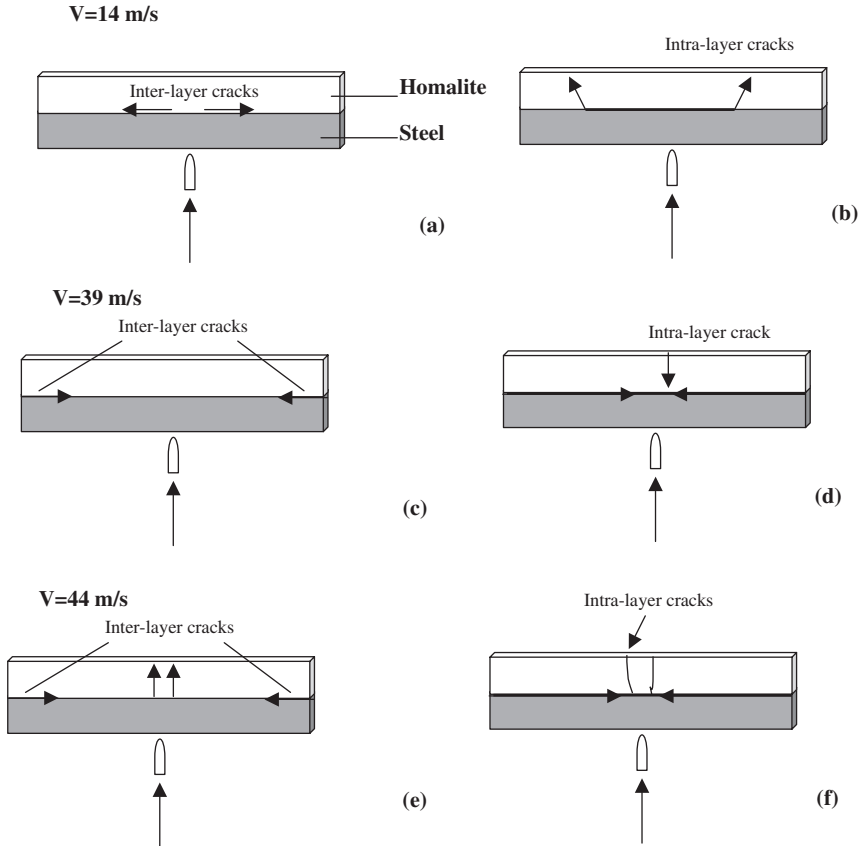 V=14 m/s
Intra-layer cracks
Inter-layer cracks
Homalite
Steel
(a)
(b)
V=39 m/s
Inter-layer cracks
Intra-layer crack
(c)
(d)
V=44 m/s
Intra-layer cracks
Inter-layer cracks
(e)
(f)